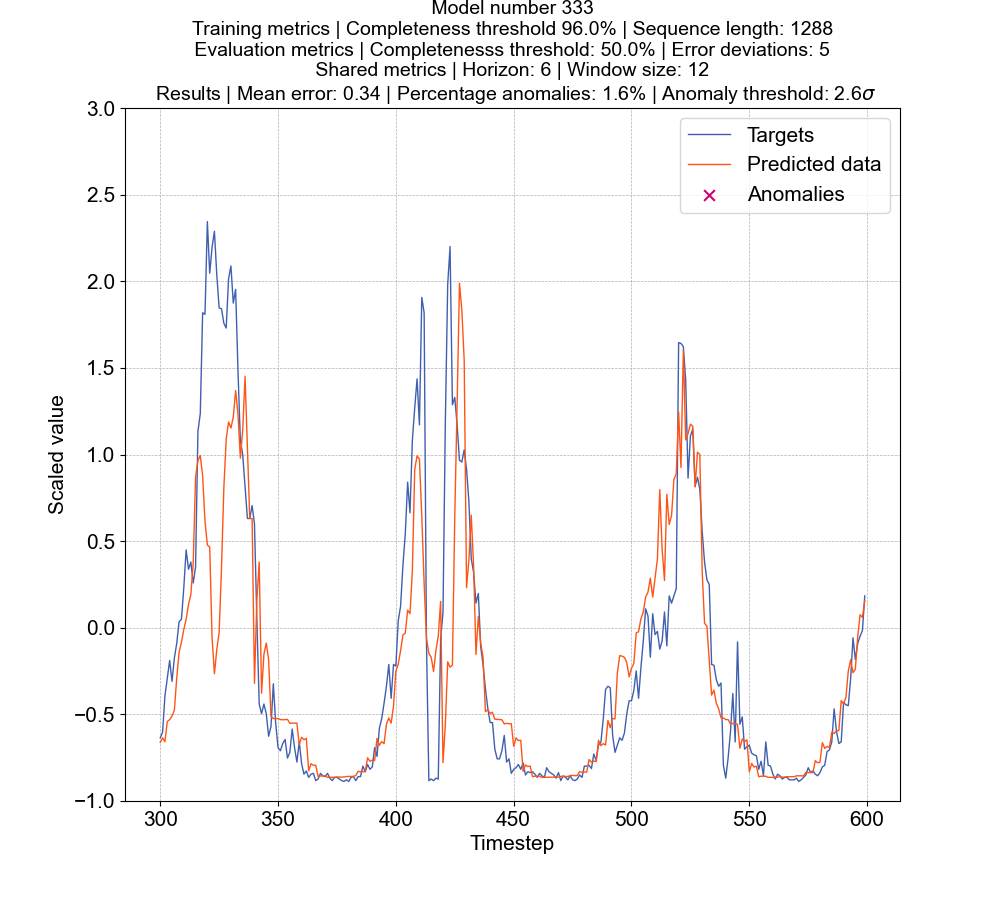 Model number 333
Training metrics | Completeness threshold 96.0% | Sequence length: 1288
Evaluation metrics | Completenesss threshold: 50.0% | Error deviations: 5
Shared metrics | Horizon: 6 | Window size: 12
Results | Mean error: 0.34 | Percentage anomalies: 1.6% | Anomaly threshold: 2.6σ
3.0
2.5
2.0
1.5
1.0
0.5
0.0
−0.5
−1.0
Scaled value
Targets
Predicted data
Anomalies
300 350 400 450 500 550 600
Timestep